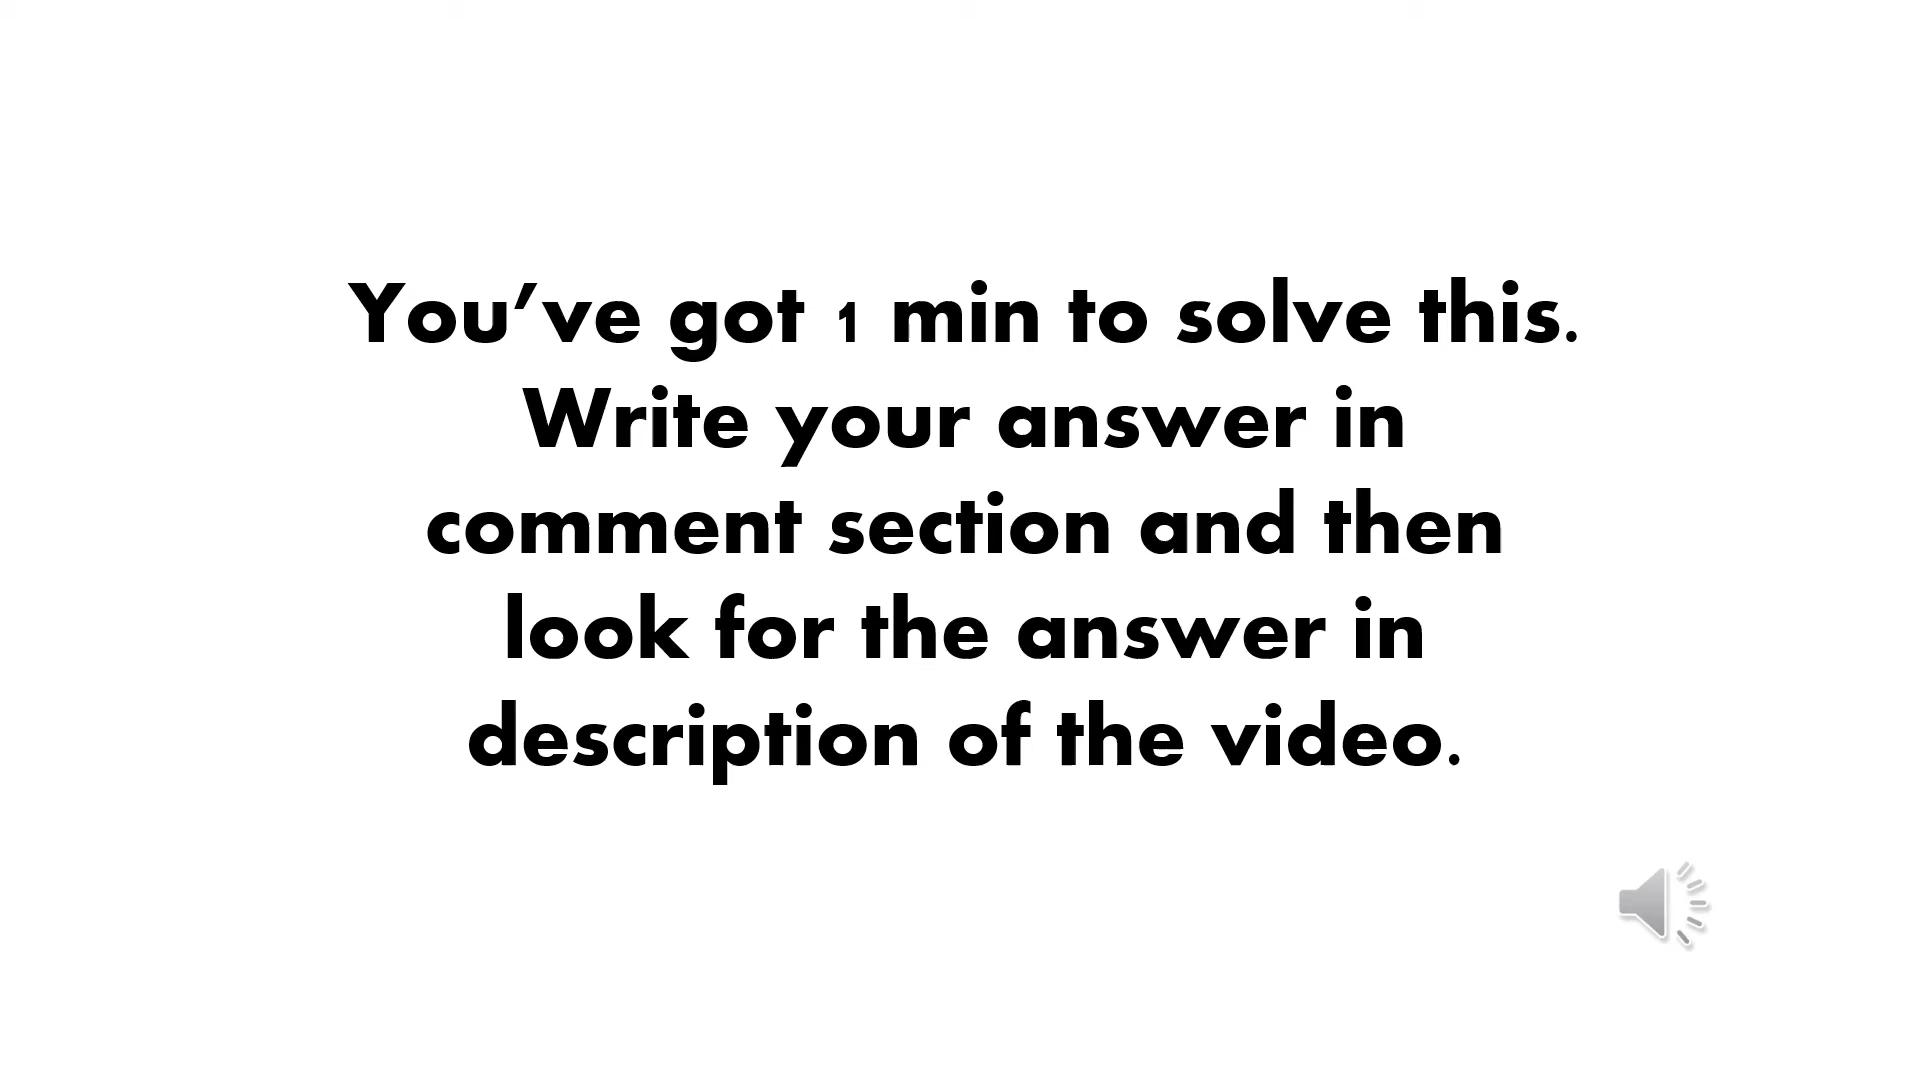 You’ve got 1 min to solve this.
Write your answer in
comment section and then
look for the answer in
description of the video.